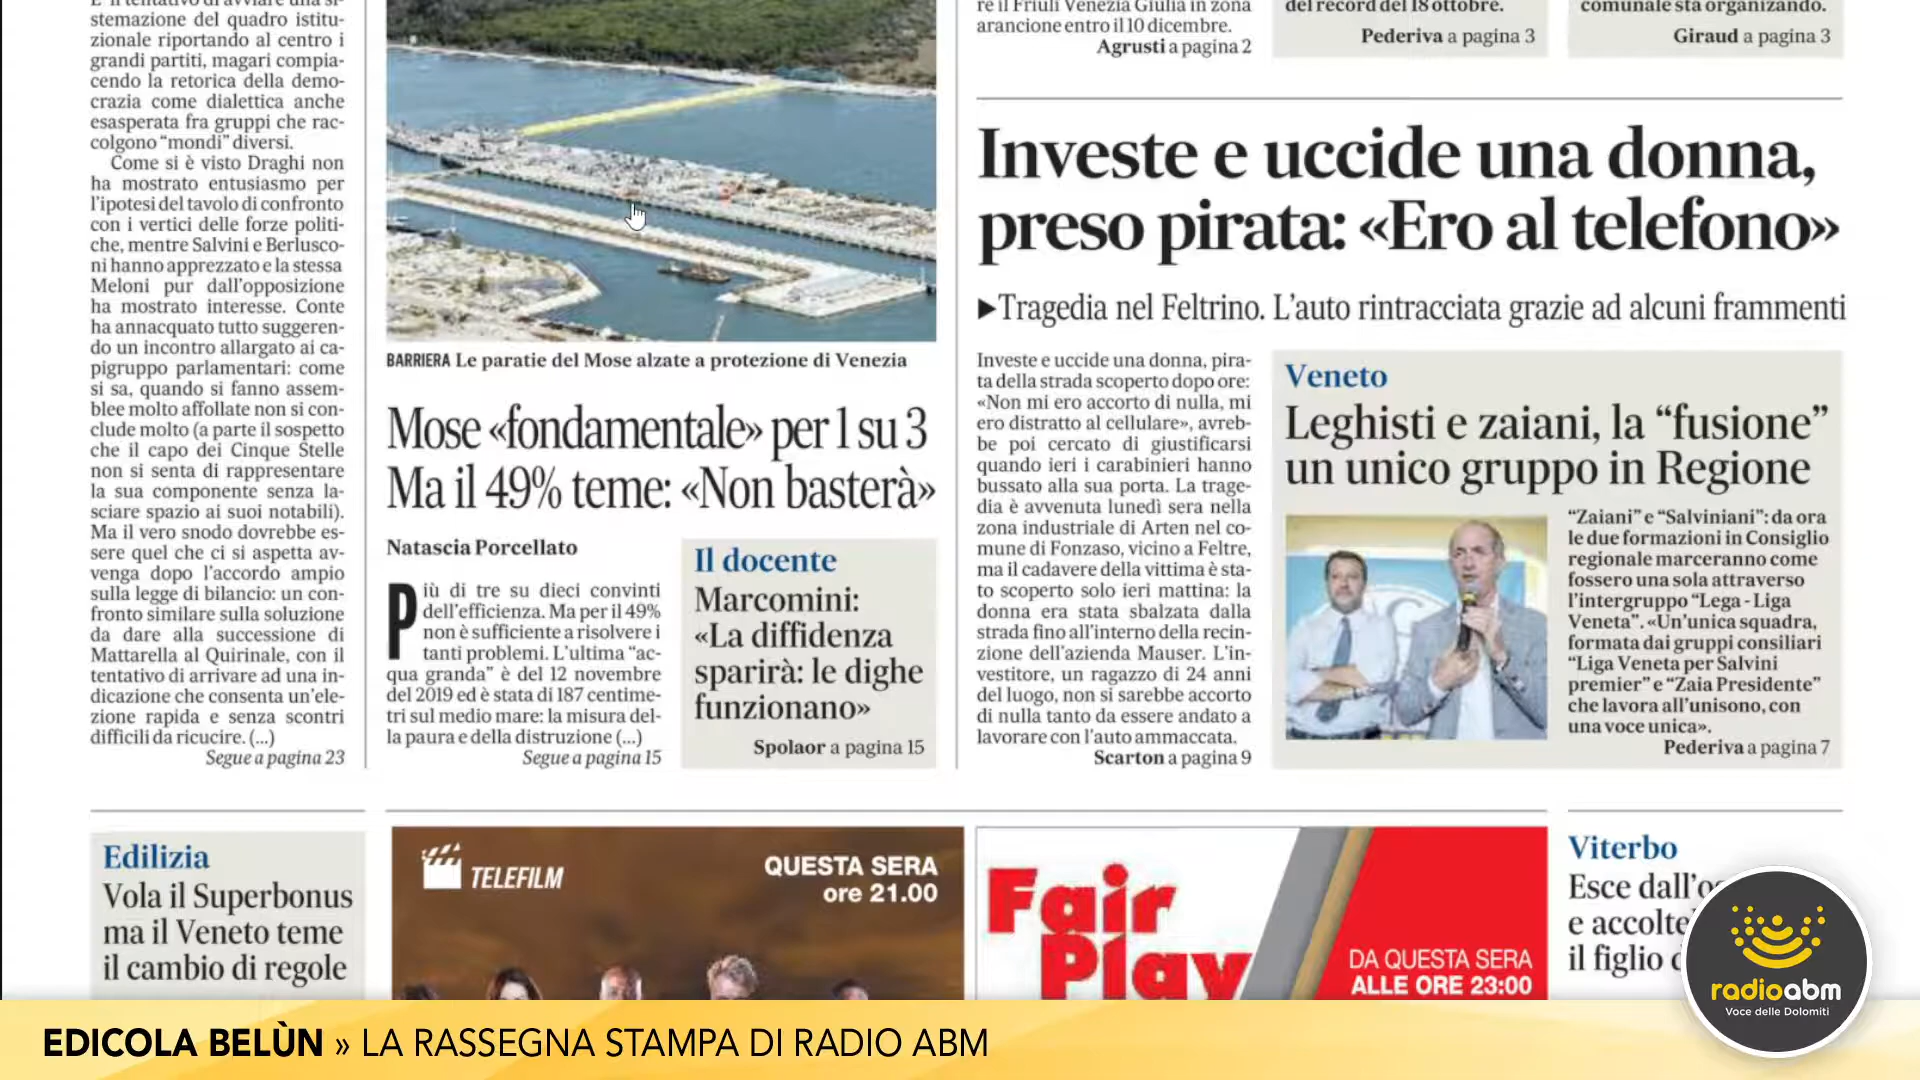 stemazione del quadro istitu-
zionale riportando al centro i
grandi partiti, magari compia-
cendo la retorica della demo-
crazia come dialettica anche
esasperata fra gruppi che rac-
colgono “mondi” diversi.
Come si è visto Draghi non
ha mostrato entusiasmo per
l'ipotesi del tavolo di confronto
con i vertici delle forze politi-
che, mentre Salvini e Berlusco-
ni hanno apprezzato e la stessa
Meloni pur dall'opposizione
ha mostrato interesse. Conte
ha annacquato tutto suggeren-
do un incontro allargato ai ca-
pigruppo parlamentari: come
si sa, quando si fanno assem-
blee molto affollate non si con-
clude molto (a parte il sospetto
che il capo dei Cinque Stelle
non si senta di rappresentare
la sua componente senza la-
sciare spazio ai suoi notabili).
Ma il vero snodo dovrebbe es-
sere quel che ci si aspetta av-
venga dopo l'accordo ampio
sulla legge di bilancio: un con-
fronto similare sulla soluzione
da dare alla successione di
Mattarella al Quirinale, con il
tentativo di arrivare ad una in-
dicazione che consenta un'ele-
zione rapida e senza scontri
difficili da ricucire. (...)
Segue a pagina 23
BARRIERA Le paratie del Mose alzate a protezione di Venezia
Mose «fondamentale» per 1 su 3
Ma il 49% teme: «Non basterà»
Natascia Porcellato
Più di tre su dieci convinti
dell'efficienza. Ma per il 49%
non è sufficiente a risolvere i
tanti problemi. L'ultima “ac-
qua granda” è del 12 novembre
del 2019 ed è stata di 187 centime-
tri sul medio mare: la misura del-
la paura e della distruzione (...)
Segue a pagina 15
Il docente
Marcomini:
«La diffidenza
sparirà: le dighe
funzionano»
Spolaor a pagina 15
re il Friuli Venezia Giulia in zona
arancione entro il 10 dicembre.
Agrusti a pagina 2
del record del 18 ottobre.
Pederiva a pagina 3
comunale sta organizzando.
Giraud a pagina 3
Investe e uccide una donna,
preso pirata: «Ero al telefono»
▶Tragedia nel Feltrino. L'auto rintracciata grazie ad alcuni frammenti
Investe e uccide una donna, pira-
ta della strada scoperto dopo ore:
«Non mi ero accorto di nulla, mi
ero distratto al cellulare», avreb-
be poi cercato di giustificarsi
quando ieri i carabinieri hanno
bussato alla sua porta. La trage-
dia è avvenuta lunedì sera nella
zona industriale di Arten nel co-
mune di Fonzaso, vicino a Feltre,
ma il cadavere della vittima è sta-
to scoperto solo ieri mattina: la
donna era stata sbalzata dalla
strada fino all'interno della recin-
zione dell'azienda Mauser. L'in-
vestitore, un ragazzo di 24 anni
del luogo, non si sarebbe accorto
di nulla tanto da essere andato a
lavorare con l'auto ammaccata.
Scarton a pagina 9
Veneto
Leghisti e zaiani, la “fusione”
un unico gruppo in Regione
“Zaiani” e “Salviniani”: da ora
le due formazioni in Consiglio
regionale marceranno come
fossero una sola attraverso
l'intergruppo “Lega - Liga
Veneta”. «Un'unica squadra,
formata dai gruppi consiliari
“Liga Veneta per Salvini
premier” e “Zaia Presidente”
che lavora all'unisono, con
una voce unica».
Pederiva a pagina 7
Edilizia
Vola il Superbonus
ma il Veneto teme
il cambio di regole
TELEFILM
QUESTA SERA
ore 21.00
Fair
Play
DA QUESTA SERA
ALLE ORE 23:00
Viterbo
Esce dall'o
e accolte
il figlio
radioabm
Voce delle Dolomiti
EDICOLA BELÙN » LA RASSEGNA STAMPA DI RADIO ABM